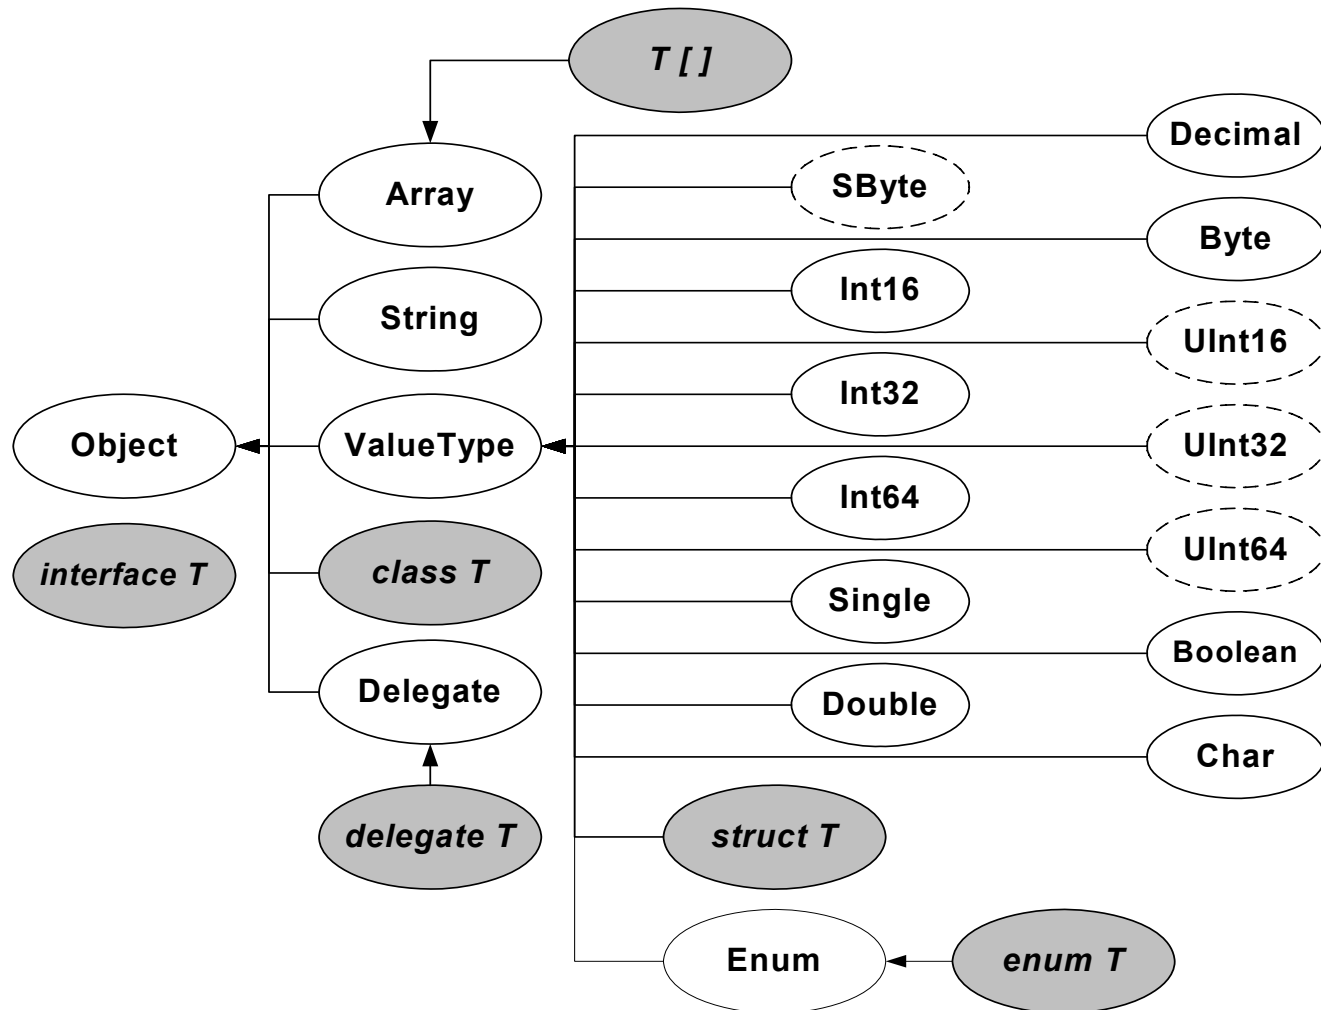 T [ ]
Decimal
SByte
Array
Byte
Int16
String
UInt16
Int32
Object
ValueType
UInt32
Int64
UInt64
interface T
class T
Single
Boolean
Delegate
Double
Char
delegate T
struct T
Enum
enum T